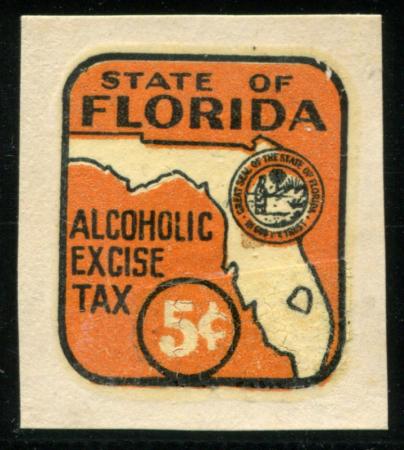 STATE OF
FLORIDA
GREAT SEAL OF THE STATE OF FLORIDA
IN GOD WE TRUST
ALCOHOLIC
EXCISE
TAX
5¢